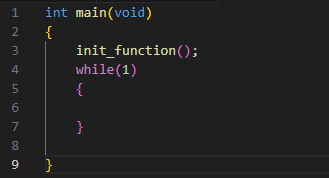 1 int main(void)
2 {
3     init_function();
4     while(1)
5     {
6
7     }
8
9 }